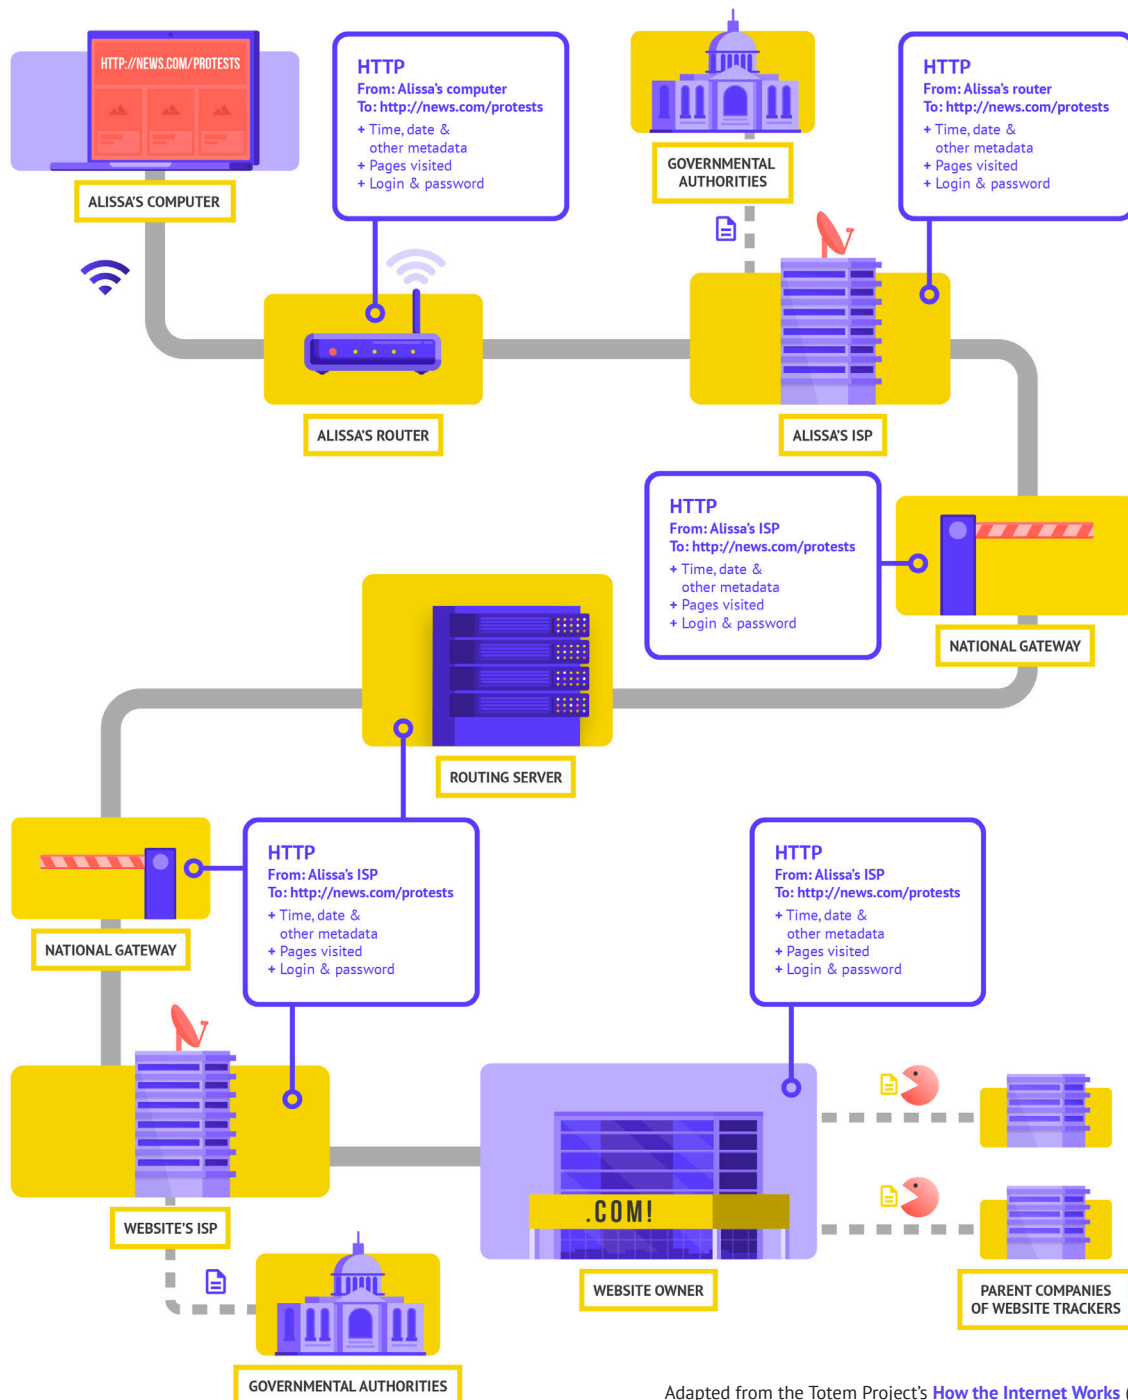 HTTP://NEWS.COM/PROTESTS
ALISSA'S COMPUTER
HTTP
From: Alissa's computer
To: http://news.com/protests
+ Time, date &
other metadata
+ Pages visited
+ Login & password
GOVERNMENTAL
AUTHORITIES
HTTP
From: Alissa's router
To: http://news.com/protests
+ Time, date &
other metadata
+ Pages visited
+ Login & password
ALISSA'S ROUTER
ALISSA'S ISP
HTTP
From: Alissa's ISP
To: http://news.com/protests
+ Time, date &
other metadata
+ Pages visited
+ Login & password
NATIONAL GATEWAY
ROUTING SERVER
NATIONAL GATEWAY
HTTP
From: Alissa's ISP
To: http://news.com/protests
+ Time, date &
other metadata
+ Pages visited
+ Login & password
HTTP
From: Alissa's ISP
To: http://news.com/protests
+ Time, date &
other metadata
+ Pages visited
+ Login & password
WEBSITE'S ISP
.COM!
WEBSITE OWNER
PARENT COMPANIES
OF WEBSITE TRACKERS
GOVERNMENTAL AUTHORITIES
Adapted from the Totem Project's How the Internet Works (